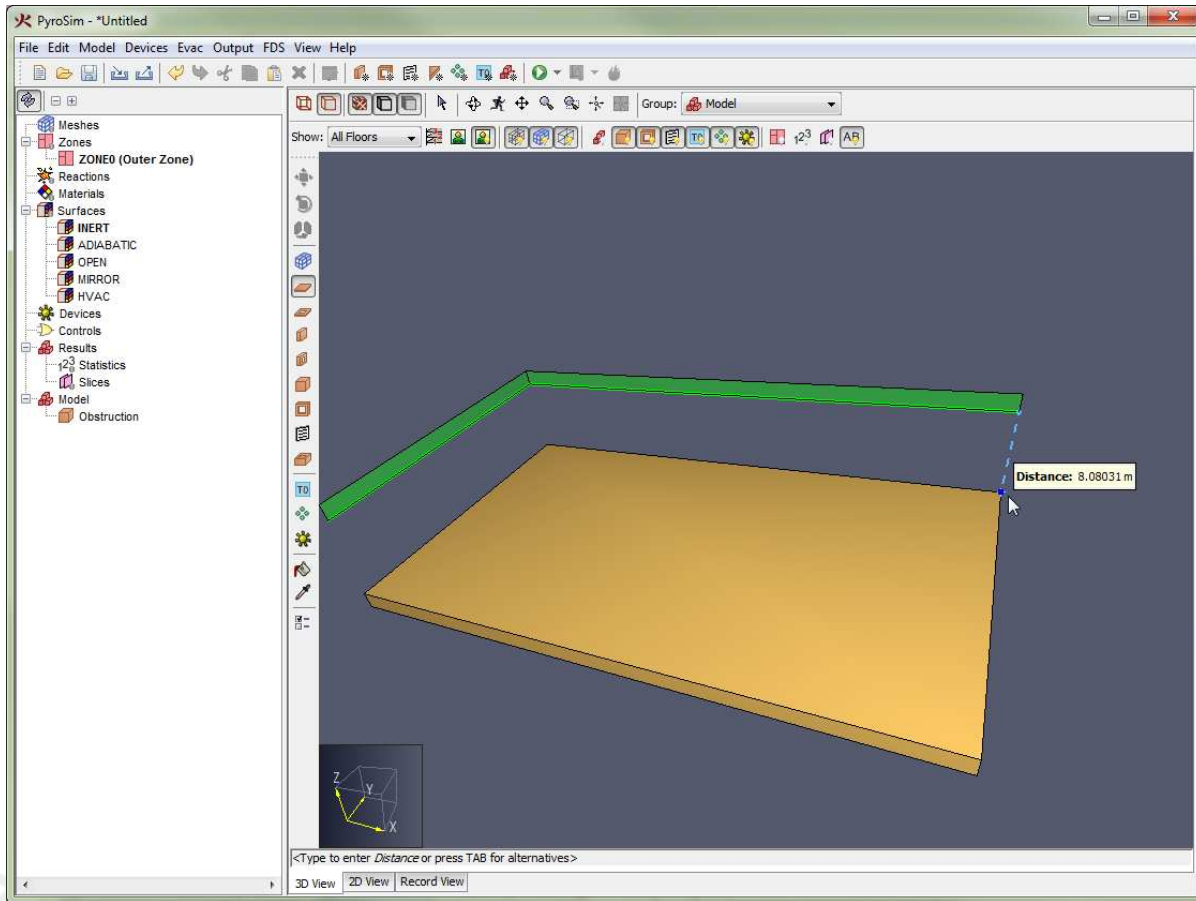 PyroSim - *Untitled
File Edit Model Devices Evac Output FDS View Help
Group: Model
Show: All Floors
Meshes
Zones
ZONE0 (Outer Zone)
Reactions
Materials
Surfaces
INERT
ADIABATIC
OPEN
MIRROR
HVAC
Devices
Controls
Results
Statistics
Slices
Model
Obstruction
Distance: 8.08031 m
Z
Y
X
<Type to enter Distance or press TAB for alternatives>
3D View 2D View Record View